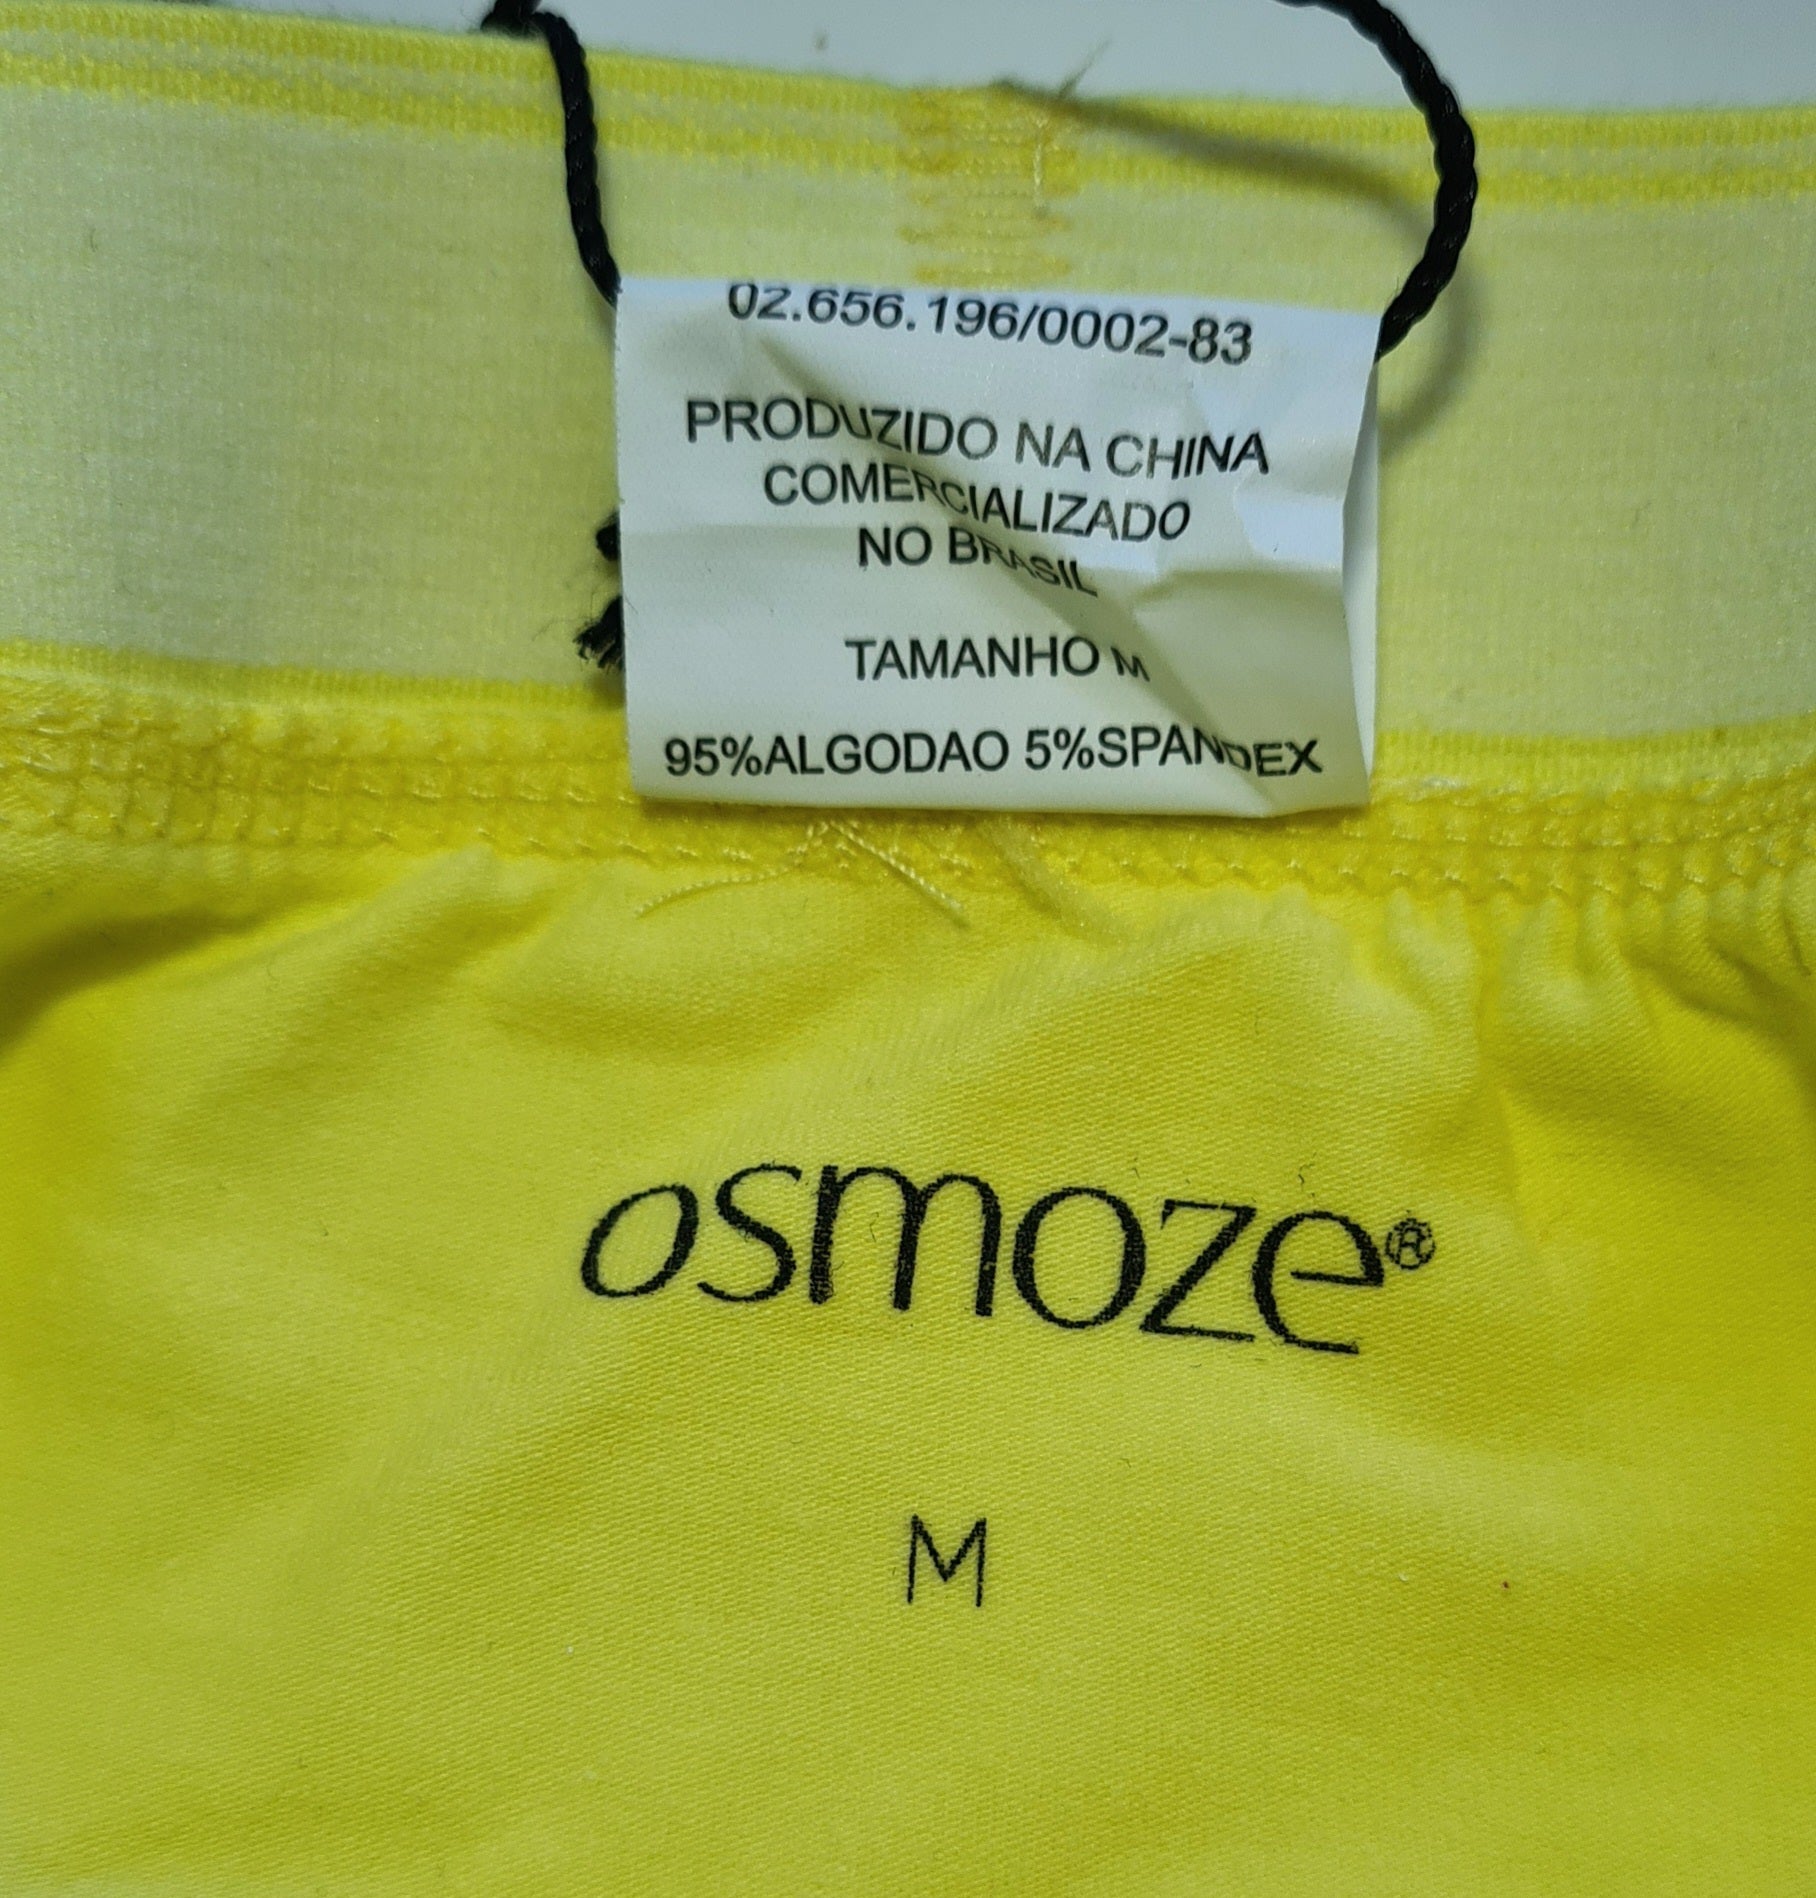 02.656.196/0002-83
PRODUZIDO NA CHINA
COMERCIALIZADO
NO BRASIL
TAMANHO M
95%ALGODAO 5%SPANDEX
osmoze®
M